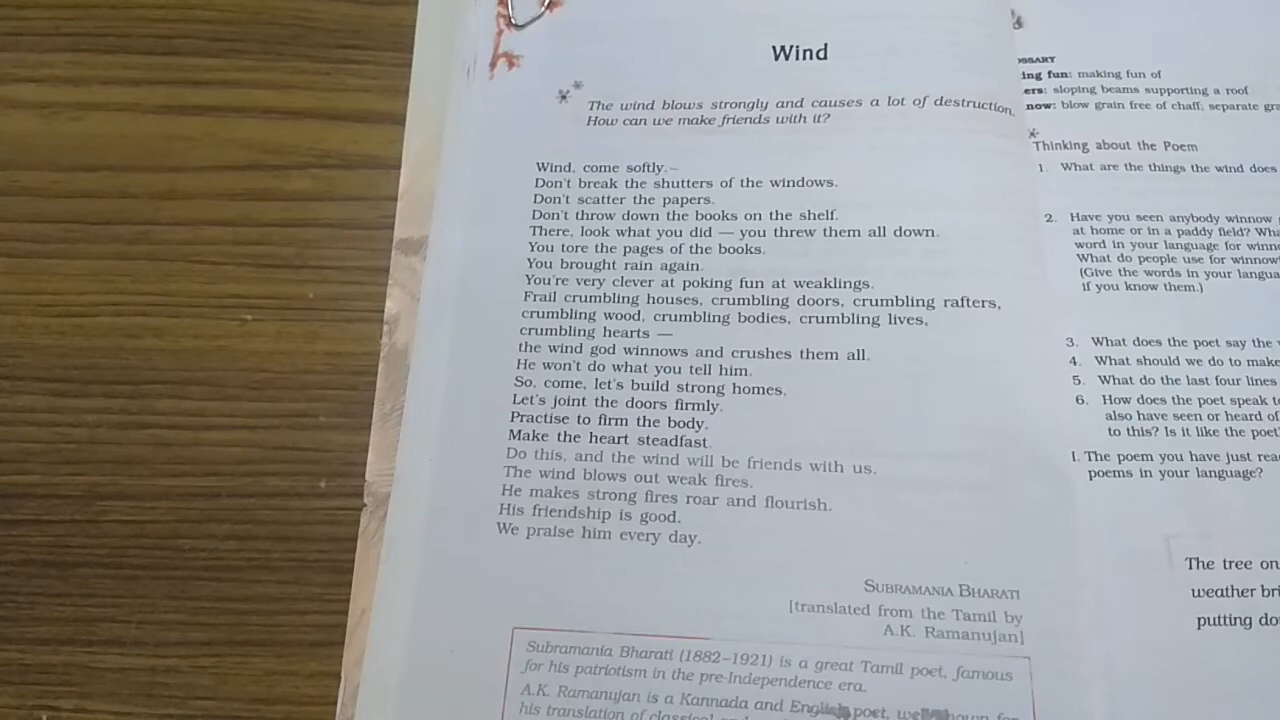 Wind
The wind blows strongly and causes a lot of destruction.
How can we make friends with it?
Wind, come softly.
Don't break the shutters of the windows.
Don't scatter the papers.
Don't throw down the books on the shelf.
There, look what you did — you threw them all down.
You tore the pages of the books.
You brought rain again.
You're very clever at poking fun at weaklings.
Frail crumbling houses, crumbling doors, crumbling rafters,
crumbling wood, crumbling bodies, crumbling lives,
crumbling hearts —
the wind god winnows and crushes them all.
He won't do what you tell him.
So, come, let's build strong homes.
Let's joint the doors firmly.
Practise to firm the body.
Make the heart steadfast.
Do this, and the wind will be friends with us.
The wind blows out weak fires.
He makes strong fires roar and flourish.
His friendship is good.
We praise him every day.
SUBRAMANIA BHARATI
[translated from the Tamil by
A.K. Ramanujan]
Subramania Bharati (1882–1921) is a great Tamil poet, famous
for his patriotism in the pre-Independence era.
A.K. Ramanujan is a Kannada and English poet, well known for
his translation of classical
OSSARY
ing fun: making fun of
ers: sloping beams supporting a roof
now: blow grain free of chaff; separate
Thinking about the Poem
1. What are the things the wind does
2. Have you seen anybody winnow
at home or in a paddy field?
word in your language for
What do people use for
(Give the words in your
if you know them.)
3. What does the poet say the
4. What should we do to make
5. What do the last four lines
6. How does the poet speak
also have seen or heard of
to this? Is it like the
I. The poem you have just
poems in your language?
The tree on
weather
putting